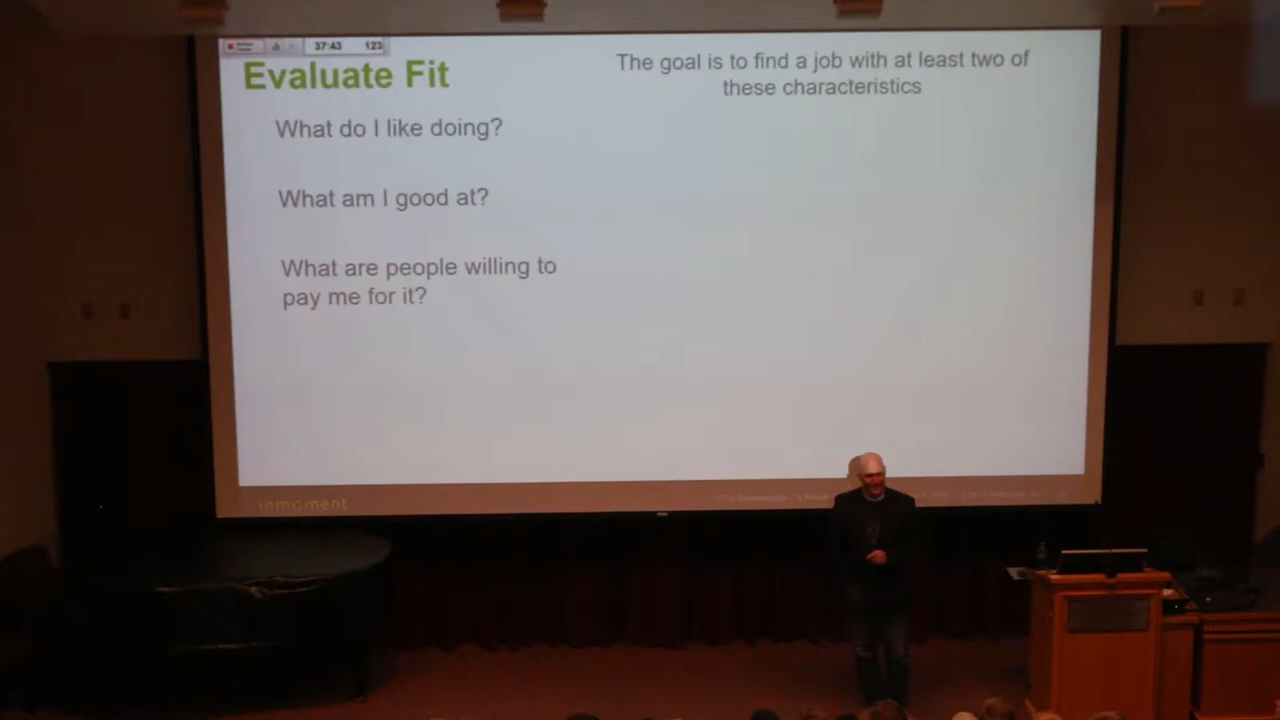 37:43 123
Evaluate Fit
The goal is to find a job with at least two of
these characteristics
What do I like doing?
What am I good at?
What are people willing to
pay me for it?
inmoment